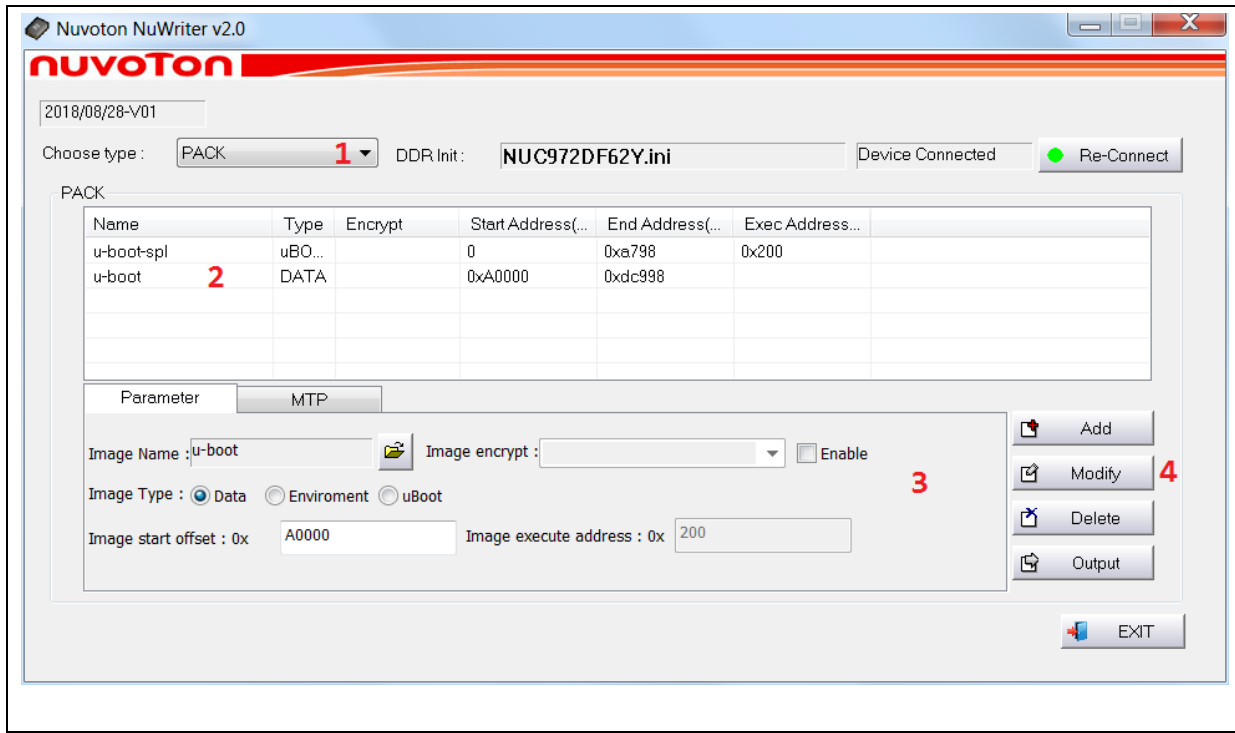 Nuvoton NuWriter v2.0
nuvoTon
2018/08/28-V01
Choose type : PACK 1 DDR Init : NUC972DF62Y.ini Device Connected Re-Connect
PACK
Name Type Encrypt Start Address(... End Address(... Exec Address...
u-boot-spl uBO... 0 0xa798 0x200
u-boot 2 DATA 0xA0000 0xdc998
Parameter MTP
Image Name : u-boot Image encrypt : Enable
Image Type : Data Enviroment uBoot
Image start offset : 0x A0000 Image execute address : 0x 200
3
Add
Modify 4
Delete
Output
EXIT